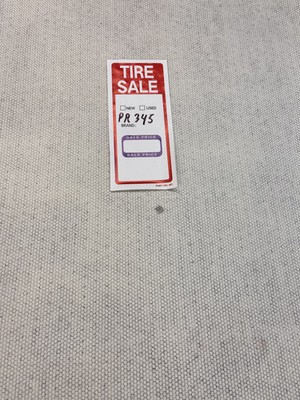 TIRE
SALE
NEW USED
PR 345
BRAND:
SALE PRICE
SALE PRICE